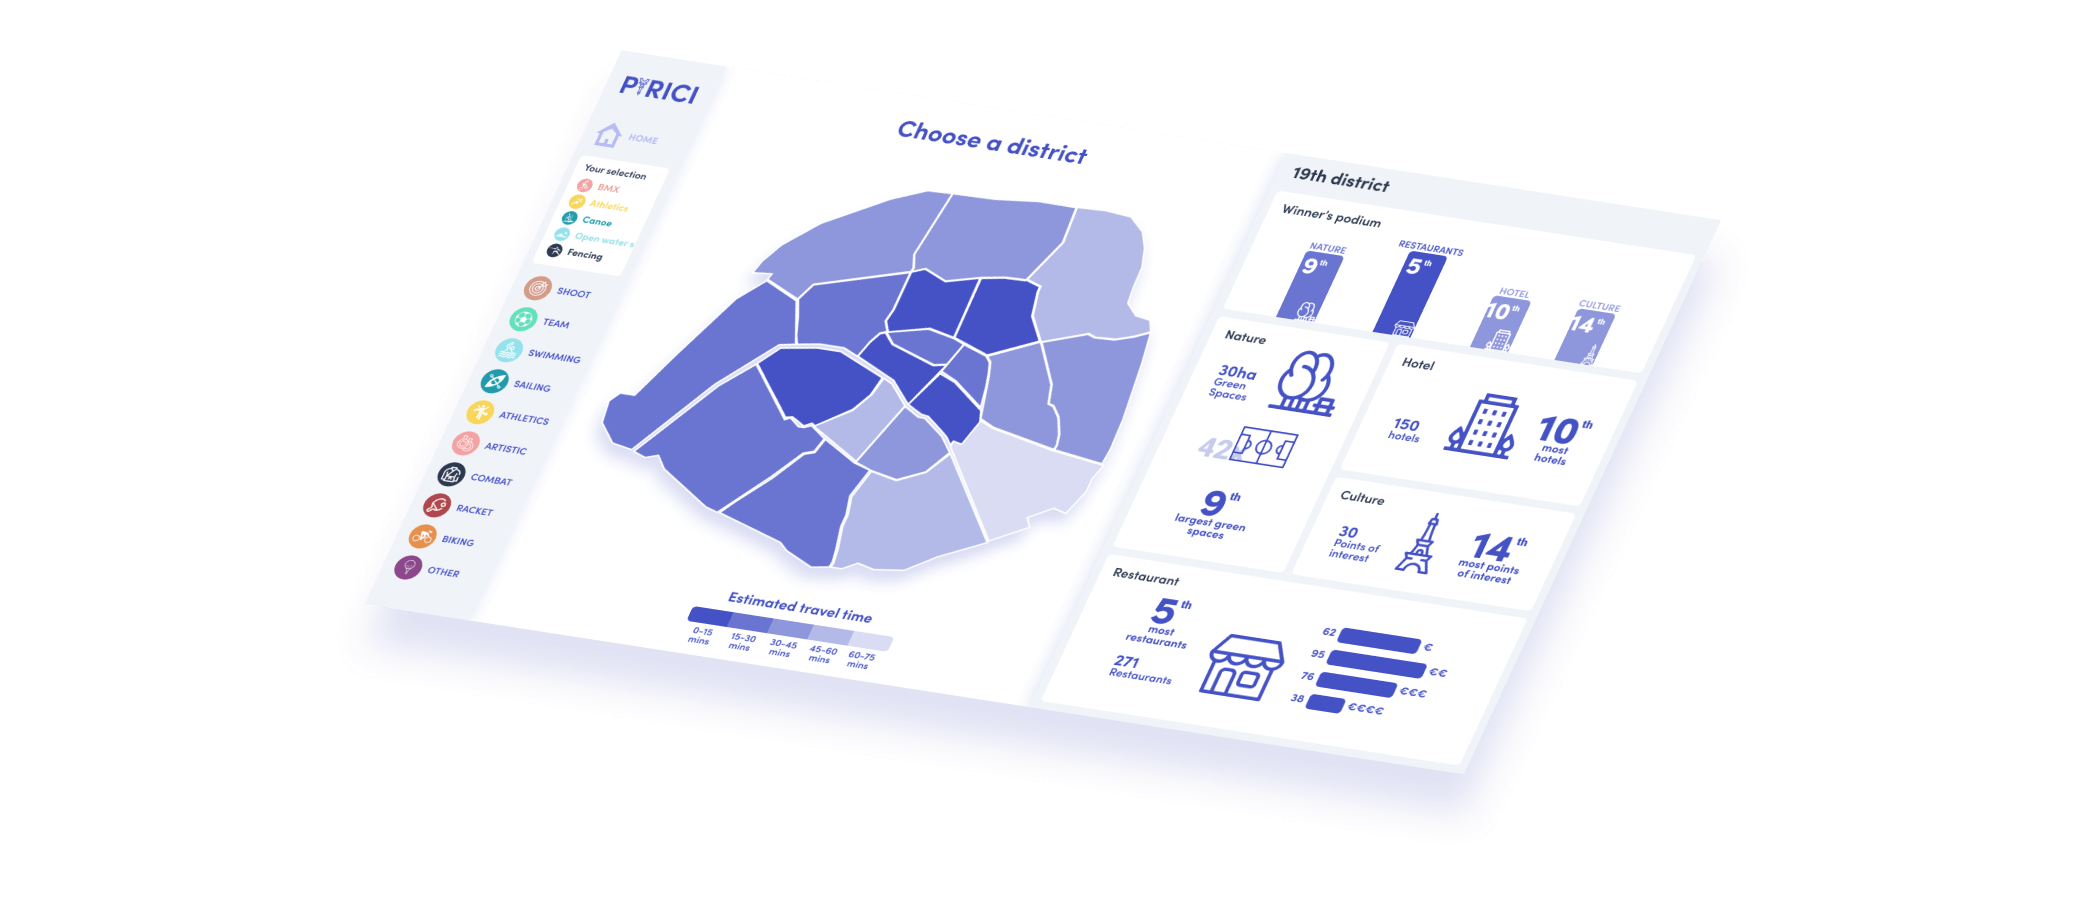 PARICI
HOME
Your selection
BMX
Athletics
Canoe
Open water s
Fencing
SHOOT
TEAM
SWIMMING
SAILING
ATHLETICS
ARTISTIC
COMBAT
RACKET
BIKING
OTHER
Choose a district
Estimated travel time
0-15 mins
15-30 mins
30-45 mins
45-60 mins
60-75 mins
19th district
Winner's podium
NATURE
9th
RESTAURANTS
5th
HOTEL
10th
CULTURE
14th
Nature
30ha
Green
Spaces
42
9th
largest green
spaces
Hotel
150
hotels
10th
most
hotels
Culture
30
Points of
interest
14th
most points
of interest
Restaurant
5th
most
restaurants
271
Restaurants
62 €
95 €€
76 €€€
38 €€€€